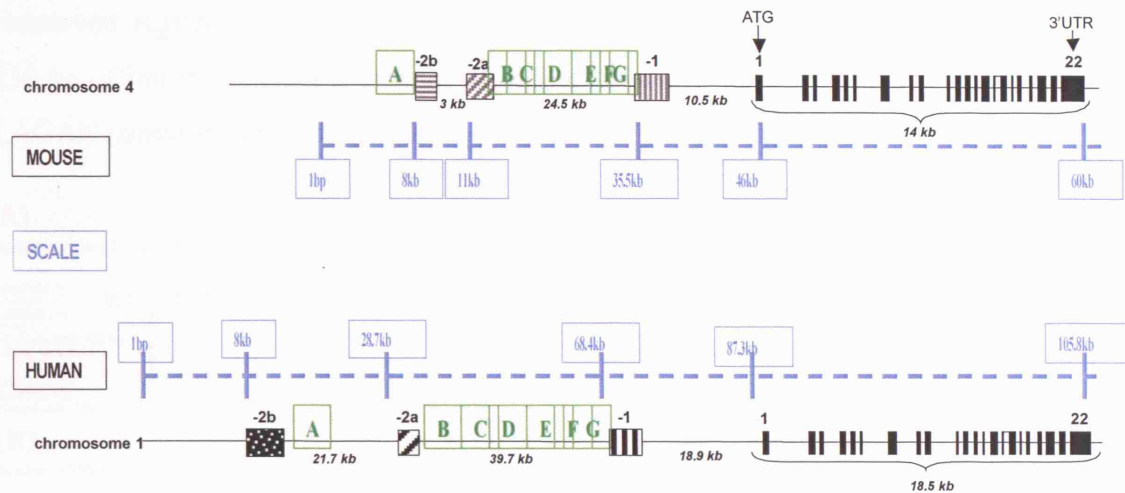 ATG 3'UTR
-2b -2a -1 1 22
A B C D E F G
chromosome 4
3 kb 24.5 kb 10.5 kb
14 kb
MOUSE
1bp 8kb 11kb 35.5kb 46kb 60kb
SCALE
1bp 8kb 28.7kb 68.4kb 87.3kb 105.8kb
HUMAN
-2b -2a -1 1 22
A B C D E F G
chromosome 1
21.7 kb 39.7 kb 18.9 kb
18.5 kb